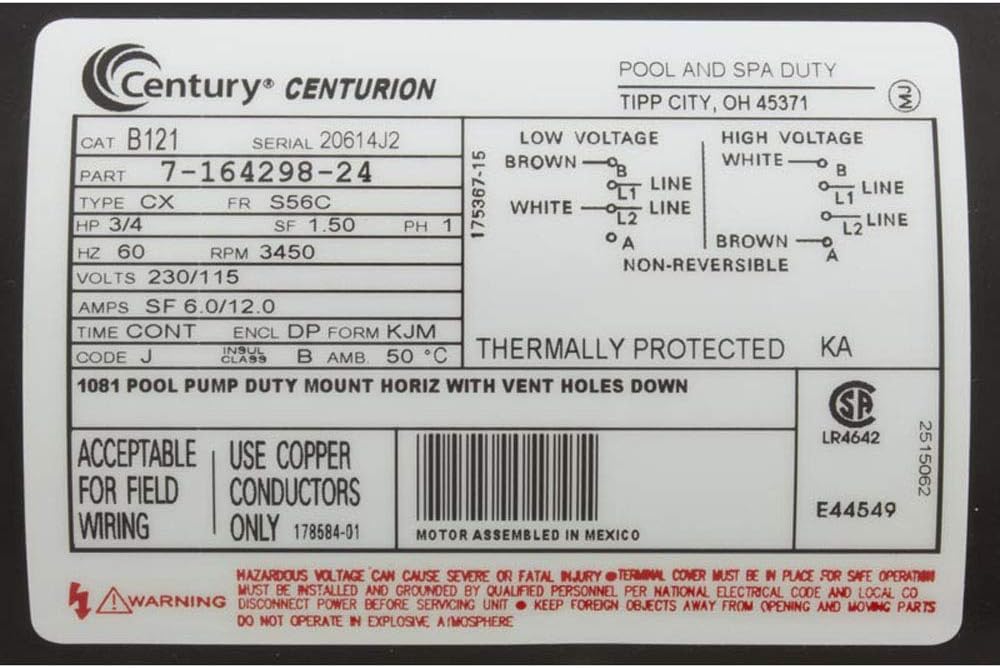 Century® CENTURION
POOL AND SPA DUTY
TIPP CITY, OH 45371
MJ
CAT B121 SERIAL 20614J2
PART 7-164298-24
TYPE CX FR S56C
HP 3/4 SF 1.50 PH 1
HZ 60 RPM 3450
VOLTS 230/115
AMPS SF 6.0/12.0
TIME CONT ENCL DP FORM KJM
CODE J INSUL CLASS B AMB. 50 °C
175367-15
LOW VOLTAGE
BROWN B
L1 LINE
WHITE L2 LINE
A
HIGH VOLTAGE
WHITE B
L1 LINE
L2 LINE
BROWN A
NON-REVERSIBLE
THERMALLY PROTECTED KA
1081 POOL PUMP DUTY MOUNT HORIZ WITH VENT HOLES DOWN
ACCEPTABLE
FOR FIELD
WIRING
USE COPPER
CONDUCTORS
ONLY 178584-01
MOTOR ASSEMBLED IN MEXICO
SA
LR4642
E44549
2515062
WARNING
HAZARDOUS VOLTAGE CAN CAUSE SEVERE OR FATAL INJURY ● TERMINAL COVER MUST BE IN PLACE FOR SAFE OPERATION
MUST BE INSTALLED AND GROUNDED BY QUALIFIED PERSONNEL PER NATIONAL ELECTRICAL CODE AND LOCAL CO
DISCONNECT POWER BEFORE SERVICING UNIT ● KEEP FOREIGN OBJECTS AWAY FROM OPENING AND MOVING PARTS
DO NOT OPERATE IN EXPLOSIVE ATMOSPHERE